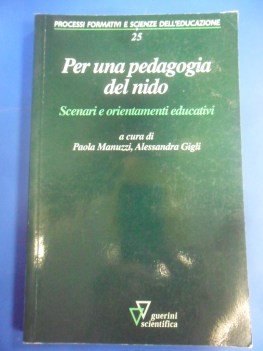 PROCESSI FORMATIVI E SCIENZE DELL'EDUCAZIONE
25
Per una pedagogia
del nido
Scenari e orientamenti educativi
a cura di
Paola Manuzzi, Alessandra Gigli
guerini
scientifica